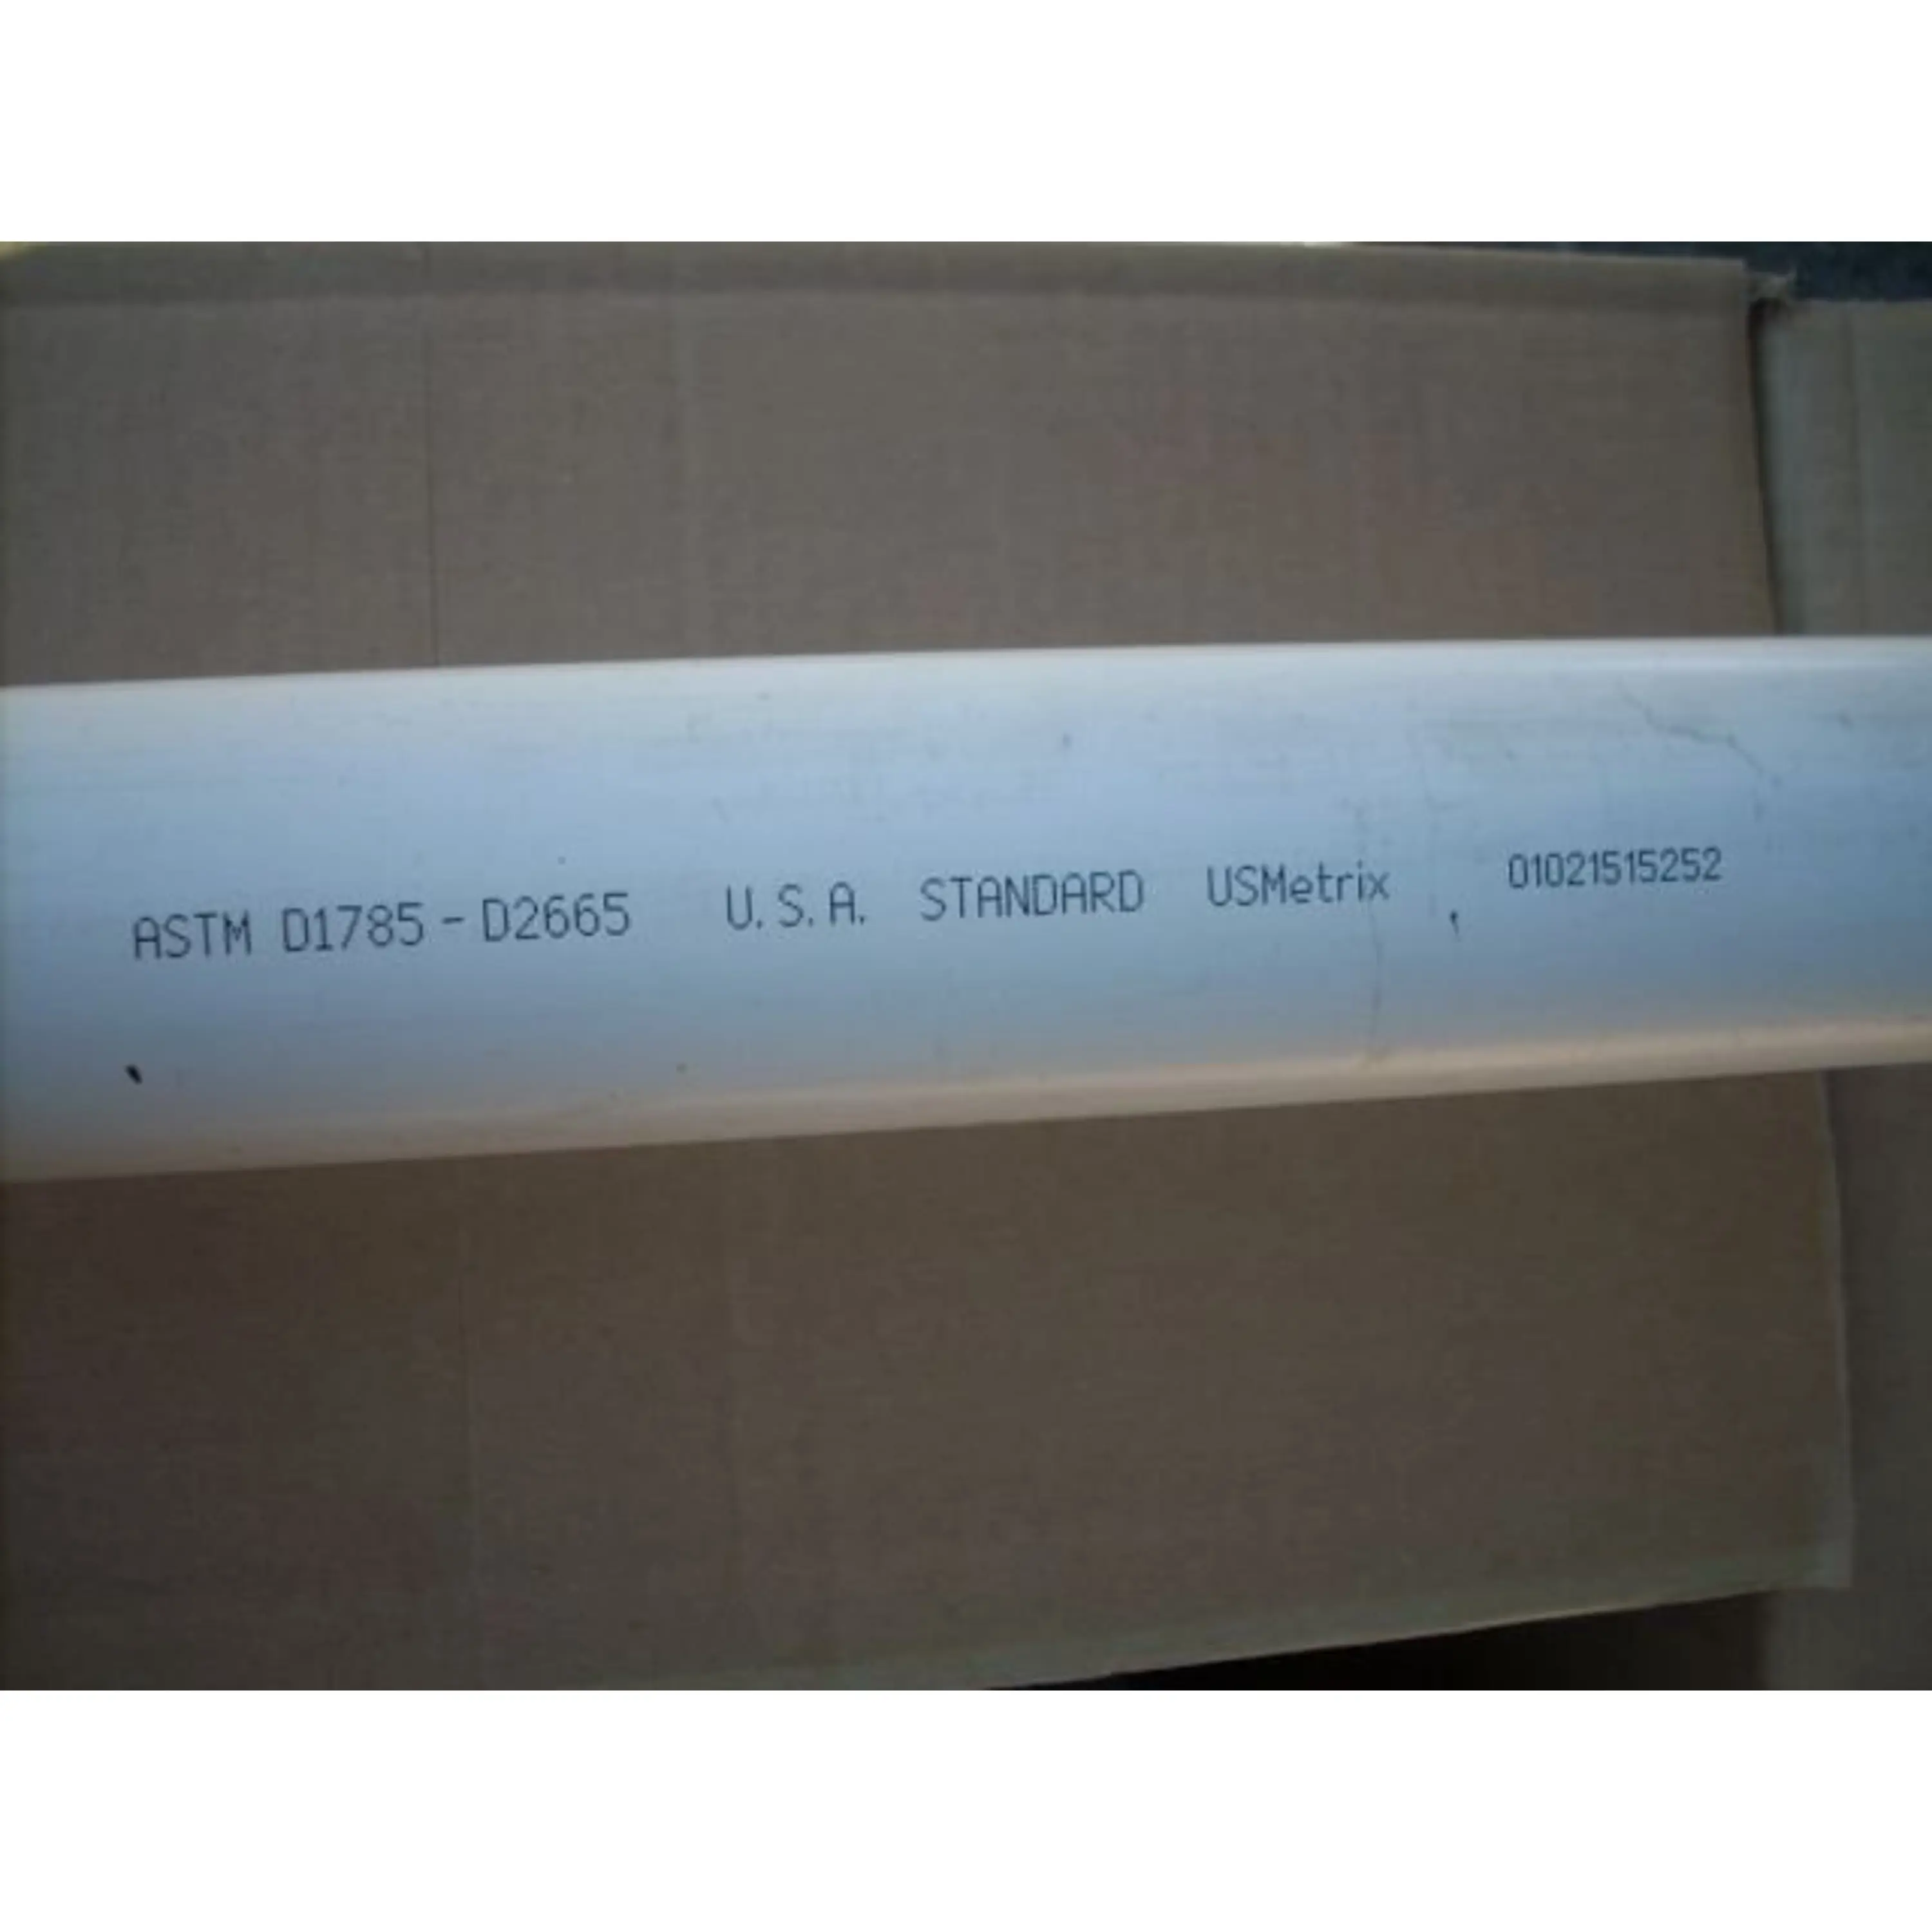 ASTM D1785-D2665 U.S.A. STANDARD USMetrix 01021515252